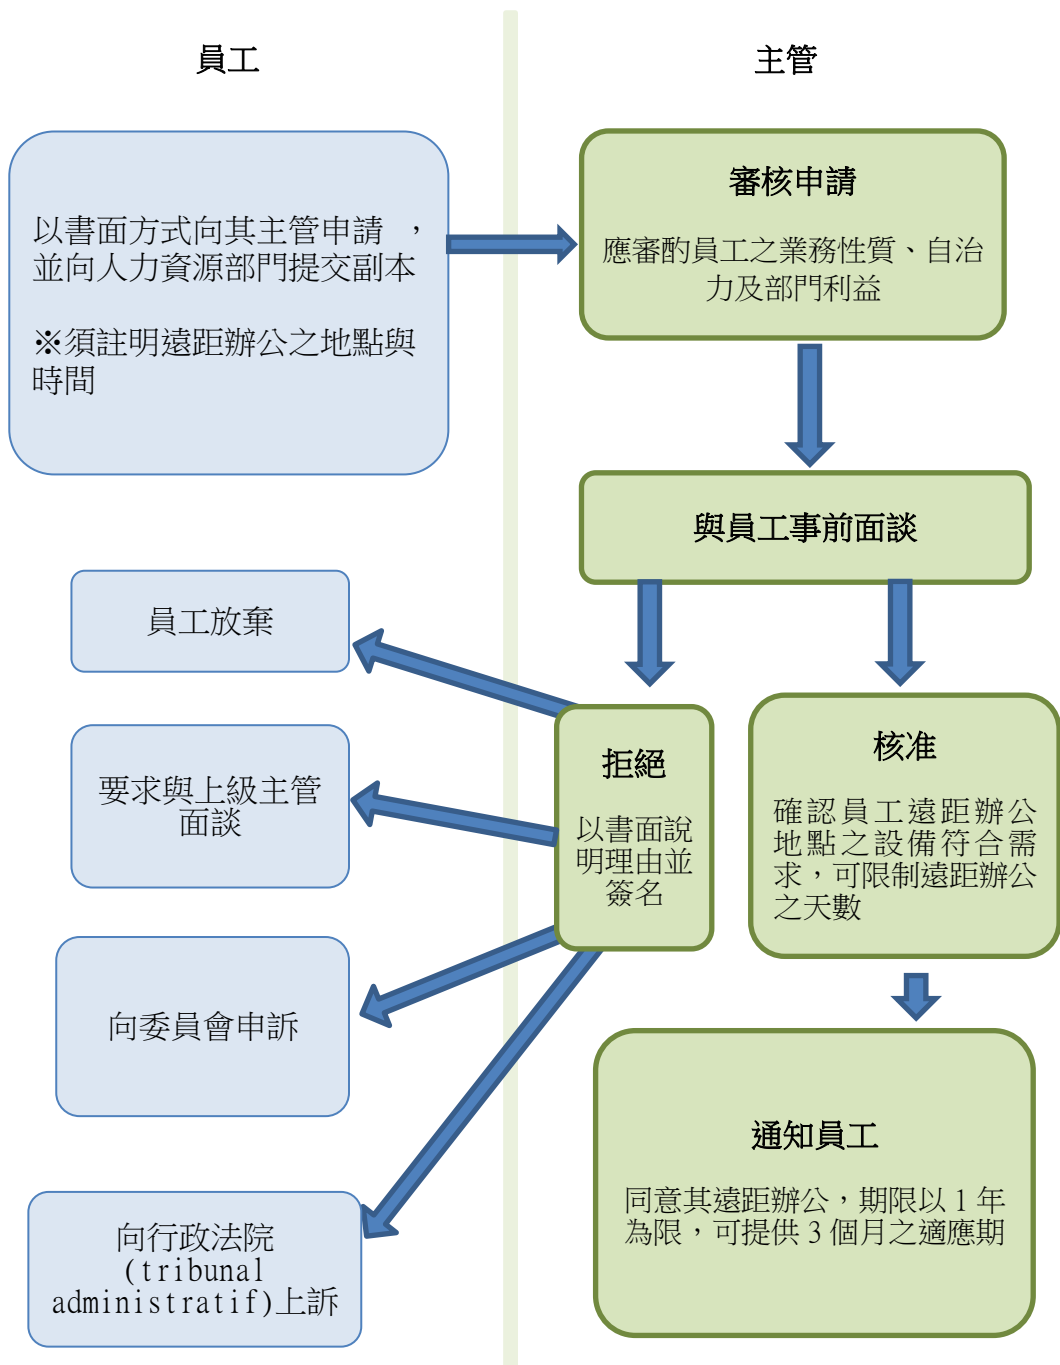 員工
主管
以書面方式向其主管申請 ，
並向人力資源部門提交副本
※須註明遠距辦公之地點與
時間
審核申請
應審酌員工之業務性質、自治
力及部門利益
與員工事前面談
員工放棄
要求與上級主管
面談
向委員會申訴
向行政法院
(tribunal
administratif)上訴
拒絕
以書面說
明理由並
簽名
核准
確認員工遠距辦公
地點之設備符合需
求，可限制遠距辦公
之天數
通知員工
同意其遠距辦公，期限以 1 年
為限，可提供 3 個月之適應期